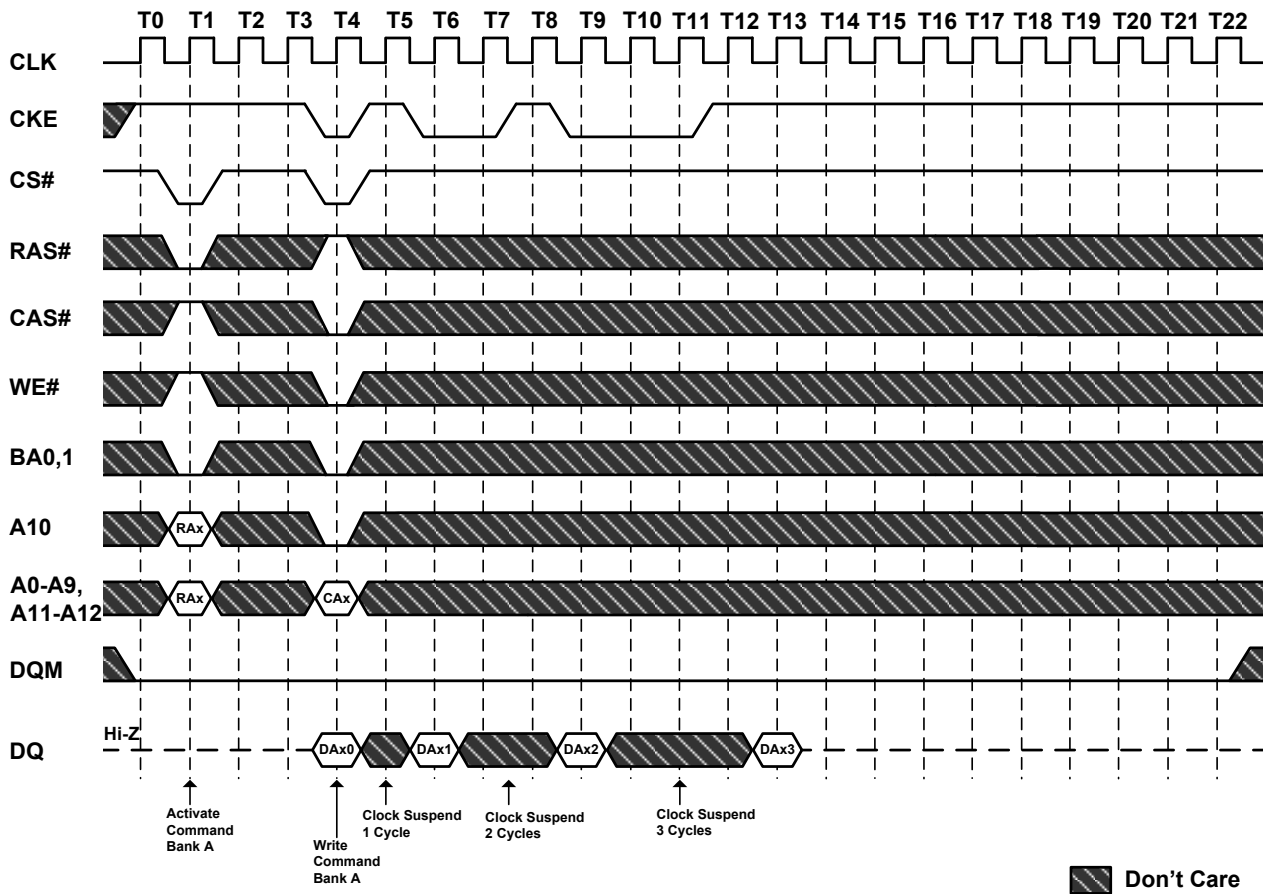 T0 T1 T2 T3 T4 T5 T6 T7 T8 T9 T10 T11 T12 T13 T14 T15 T16 T17 T18 T19 T20 T21 T22
CLK
CKE
CS#
RAS#
CAS#
WE#
BA0,1
A10 RAx
A0-A9,
A11-A12 RAx CAx
DQM
Hi-Z
DQ DAx0 DAx1 DAx2 DAx3
Activate
Command
Bank A
Write
Command
Bank A
Clock Suspend
1 Cycle
Clock Suspend
2 Cycles
Clock Suspend
3 Cycles
Don't Care